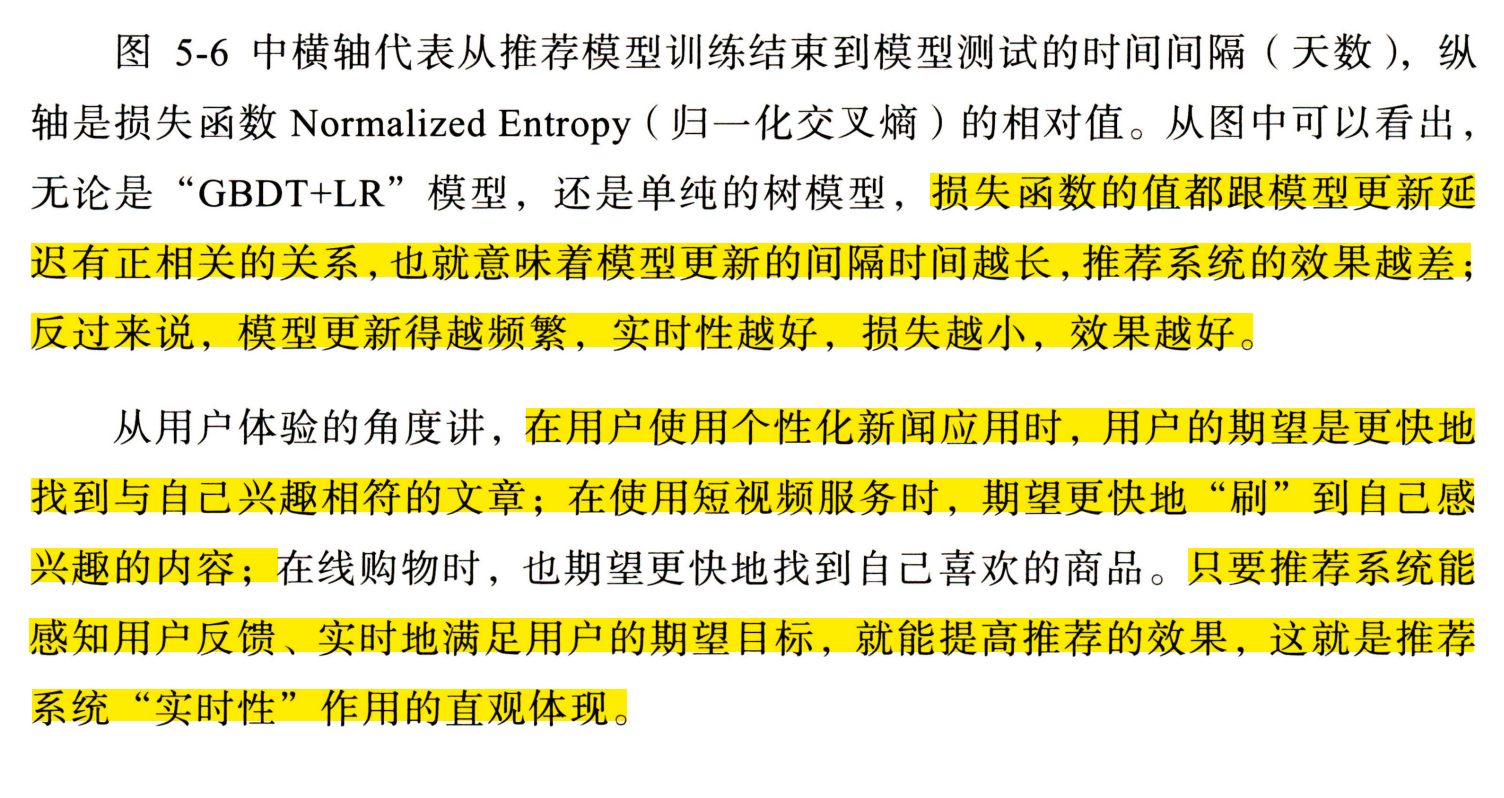 图 5-6 中横轴代表从推荐模型训练结束到模型测试的时间间隔（天数），纵
轴是损失函数 Normalized Entropy（归一化交叉熵）的相对值。从图中可以看出，
无论是“GBDT+LR”模型，还是单纯的树模型，损失函数的值都跟模型更新延
迟有正相关的关系，也就意味着模型更新的间隔时间越长，推荐系统的效果越差；
反过来说，模型更新得越频繁，实时性越好，损失越小，效果越好。
从用户体验的角度讲，在用户使用个性化新闻应用时，用户的期望是更快地
找到与自己兴趣相符的文章；在使用短视频服务时，期望更快地“刷”到自己感
兴趣的内容；在线购物时，也期望更快地找到自己喜欢的商品。只要推荐系统能
感知用户反馈、实时地满足用户的期望目标，就能提高推荐的效果，这就是推荐
系统“实时性”作用的直观体现。